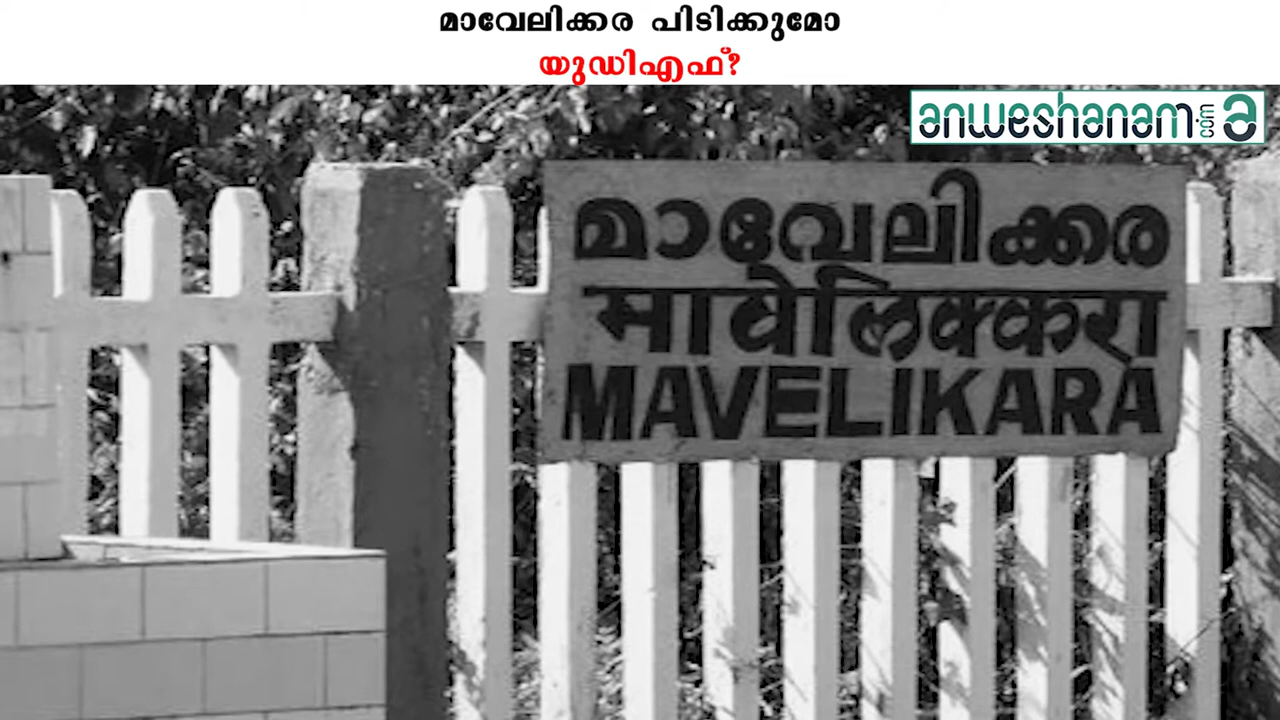 മാവേലിക്കര പിടിക്കുമോ
യുഡിഎഫ്?
anweshanam.com a
മാവേലിക്കര
मावेलिक्करा
MAVELIKARA